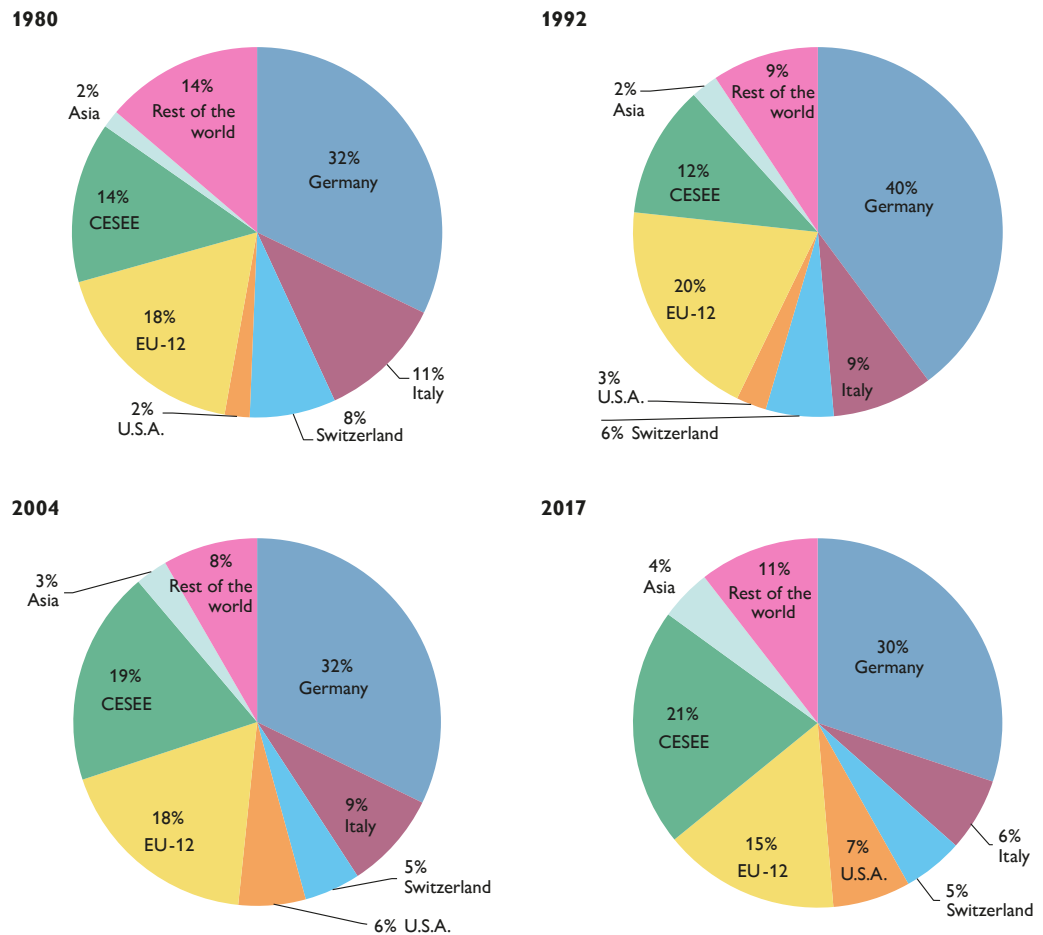 1980
14%
Rest of the
world
2%
Asia
32%
Germany
14%
CESEE
18%
EU-12
11%
Italy
2%
U.S.A.
8%
Switzerland
1992
9%
Rest of the
world
2%
Asia
12%
CESEE
40%
Germany
20%
EU-12
9%
Italy
3%
U.S.A.
6% Switzerland
2004
8%
Rest of the
world
3%
Asia
32%
Germany
19%
CESEE
9%
Italy
18%
EU-12
5%
Switzerland
6% U.S.A.
2017
4%
Asia
11%
Rest of the
world
30%
Germany
21%
CESEE
15%
EU-12
7%
U.S.A.
6%
Italy
5%
Switzerland